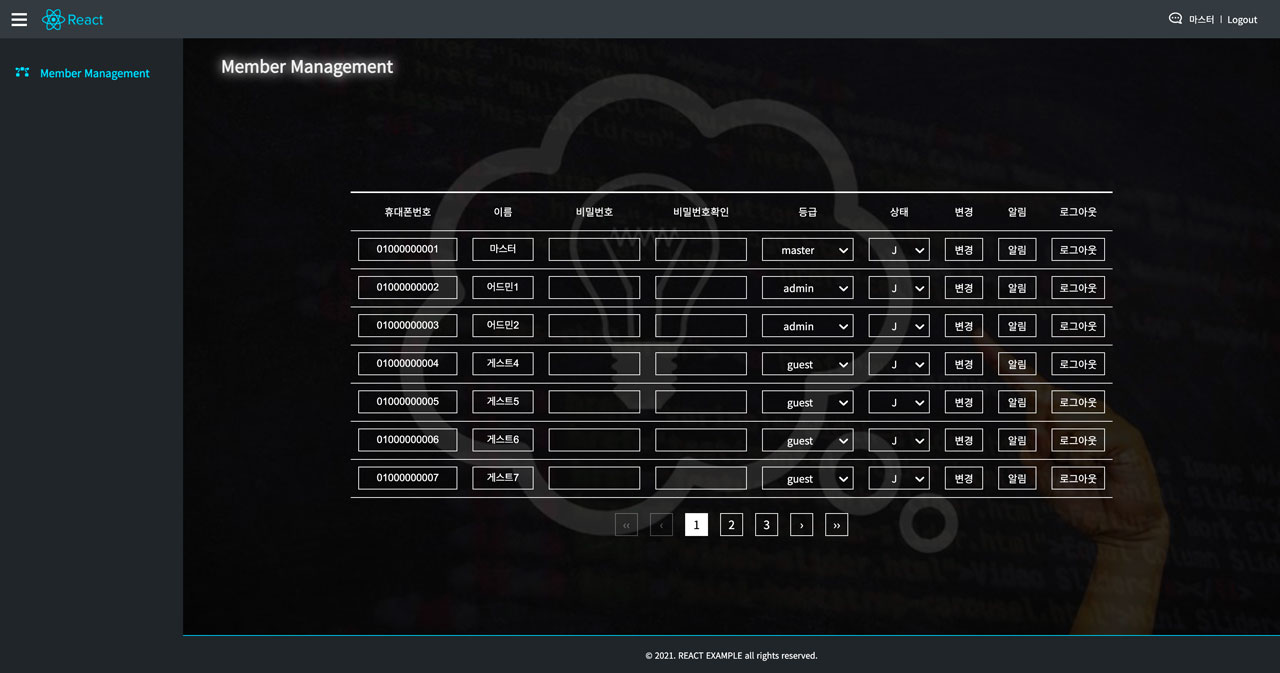 React
마스터 | Logout
Member Management
Member Management
휴대폰번호 이름 비밀번호 비밀번호확인 등급 상태 변경 알림 로그아웃
01000000001 마스터 master J 변경 알림 로그아웃
01000000002 어드민1 admin J 변경 알림 로그아웃
01000000003 어드민2 admin J 변경 알림 로그아웃
01000000004 게스트4 guest J 변경 알림 로그아웃
01000000005 게스트5 guest J 변경 알림 로그아웃
01000000006 게스트6 guest J 변경 알림 로그아웃
01000000007 게스트7 guest J 변경 알림 로그아웃
‹‹ ‹ 1 2 3 › ››
© 2021. REACT EXAMPLE all rights reserved.